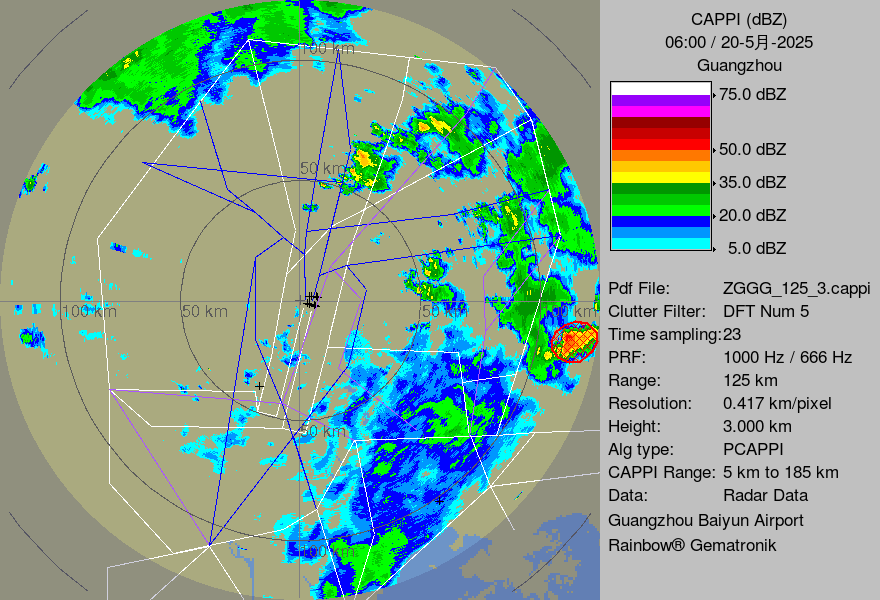 CAPPI (dBZ)
06:00 / 20-5月-2025
Guangzhou
75.0 dBZ
50.0 dBZ
35.0 dBZ
20.0 dBZ
5.0 dBZ
Pdf File: ZGGG_125_3.cappi
Clutter Filter: DFT Num 5
Time sampling:23
PRF: 1000 Hz / 666 Hz
Range: 125 km
Resolution: 0.417 km/pixel
Height: 3.000 km
Alg type: PCAPPI
CAPPI Range: 5 km to 185 km
Data: Radar Data
Guangzhou Baiyun Airport
Rainbow® Gematronik
100 km
50 km
100 km
50 km
50 km
km
50 km
100 km